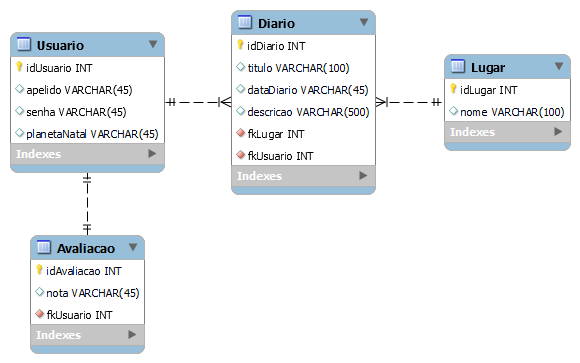 Usuario
idUsuario INT
apelido VARCHAR(45)
senha VARCHAR(45)
planetaNatal VARCHAR(45)
Indexes
Diario
idDiario INT
titulo VARCHAR(100)
dataDiario VARCHAR(45)
descricao VARCHAR(500)
fkLugar INT
fkUsuario INT
Indexes
Lugar
idLugar INT
nome VARCHAR(100)
Indexes
Avaliacao
idAvaliacao INT
nota VARCHAR(45)
fkUsuario INT
Indexes